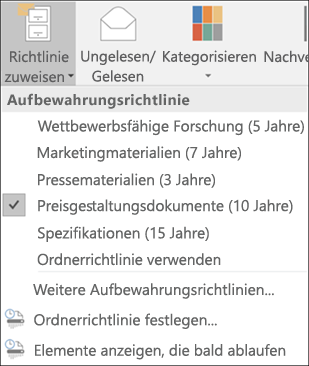 Richtlinie
zuweisen
Ungelesen/
Gelesen
Kategorisieren
Aufbewahrungsrichtlinie
Wettbewerbsfähige Forschung (5 Jahre)
Marketingmaterialien (7 Jahre)
Pressematerialien (3 Jahre)
Preisgestaltungsdokumente (10 Jahre)
Spezifikationen (15 Jahre)
Ordnerrichtlinie verwenden
Weitere Aufbewahrungsrichtlinien...
Ordnerrichtlinie festlegen...
Elemente anzeigen, die bald ablaufen